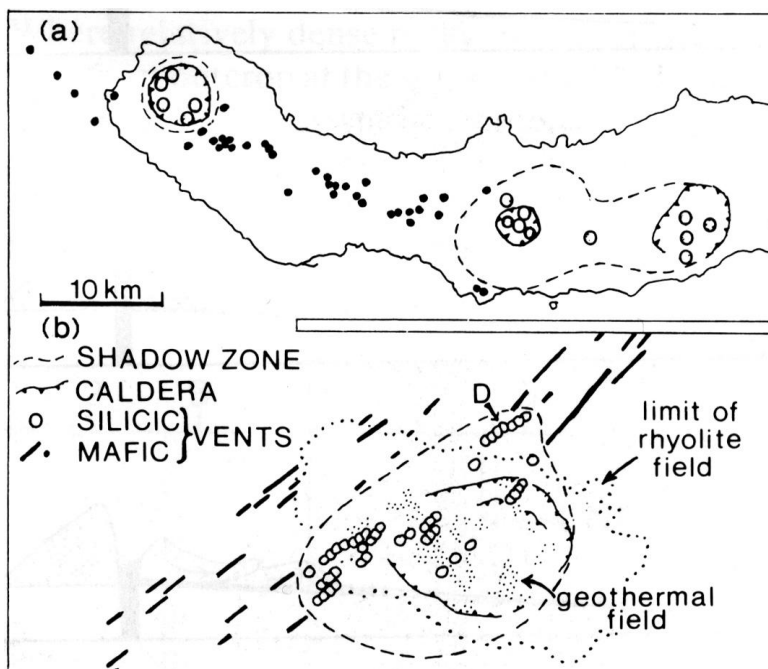 (a)
10 km
(b)
SHADOW ZONE
CALDERA
SILICIC } VENTS
MAFIC
D
limit of
rhyolite
field
geothermal
field